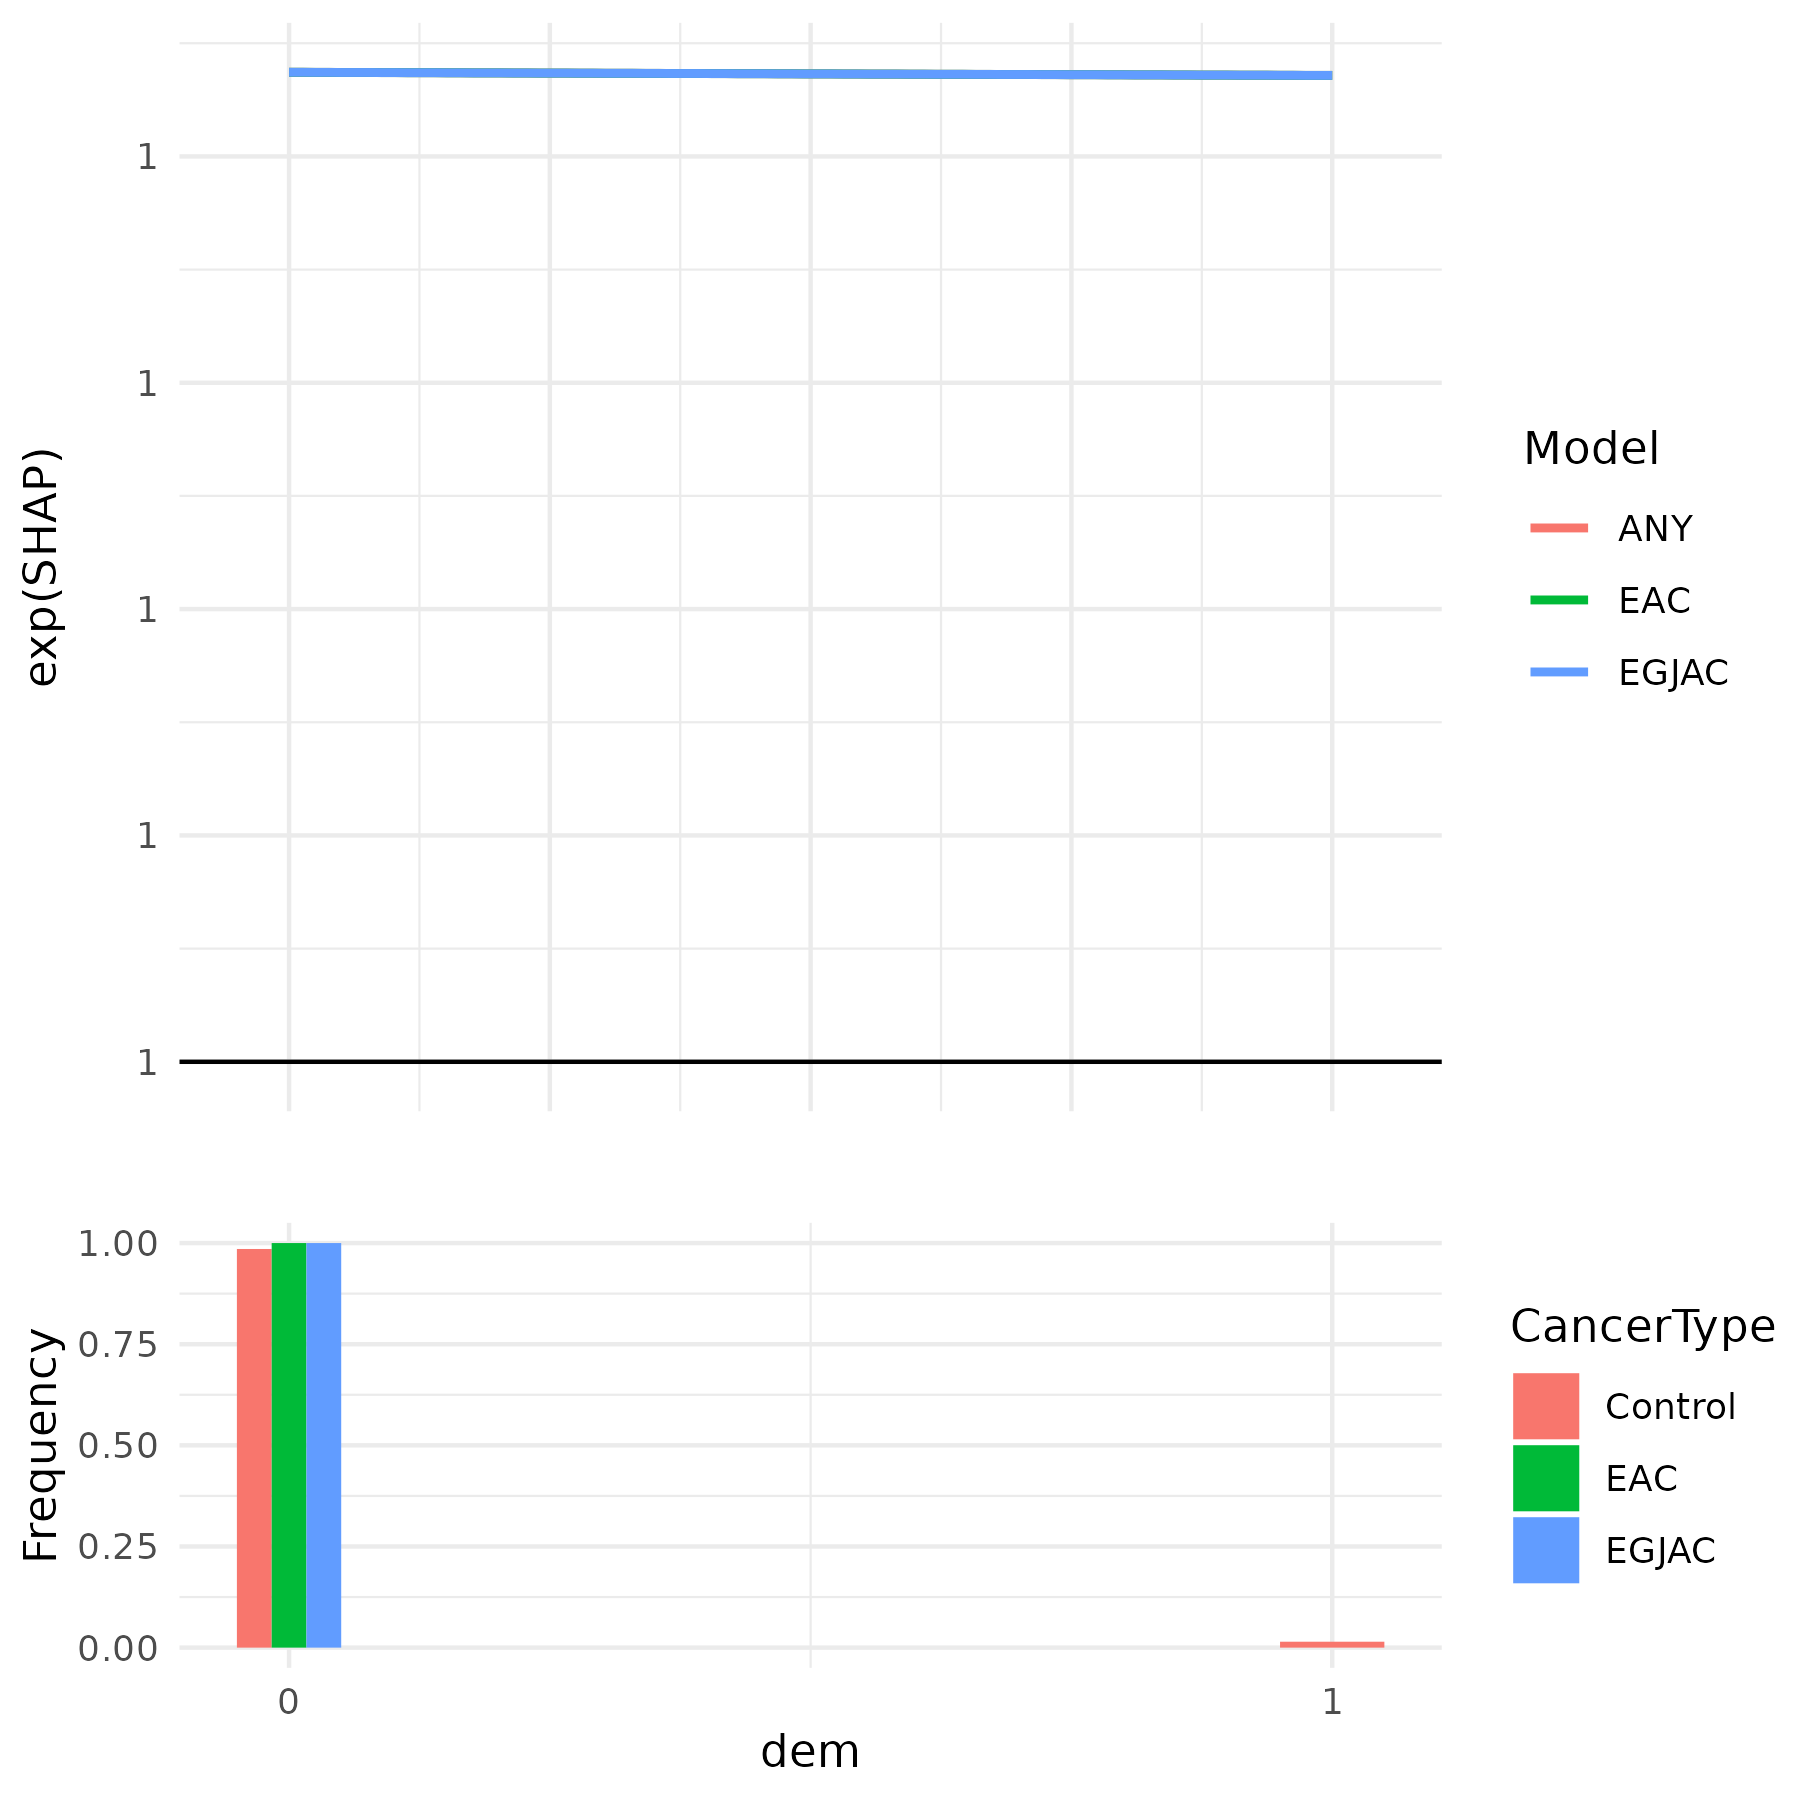 exp(SHAP)
1
1
1
1
1
Model
ANY
EAC
EGJAC
Frequency
1.00
0.75
0.50
0.25
0.00
0
1
dem
CancerType
Control
EAC
EGJAC